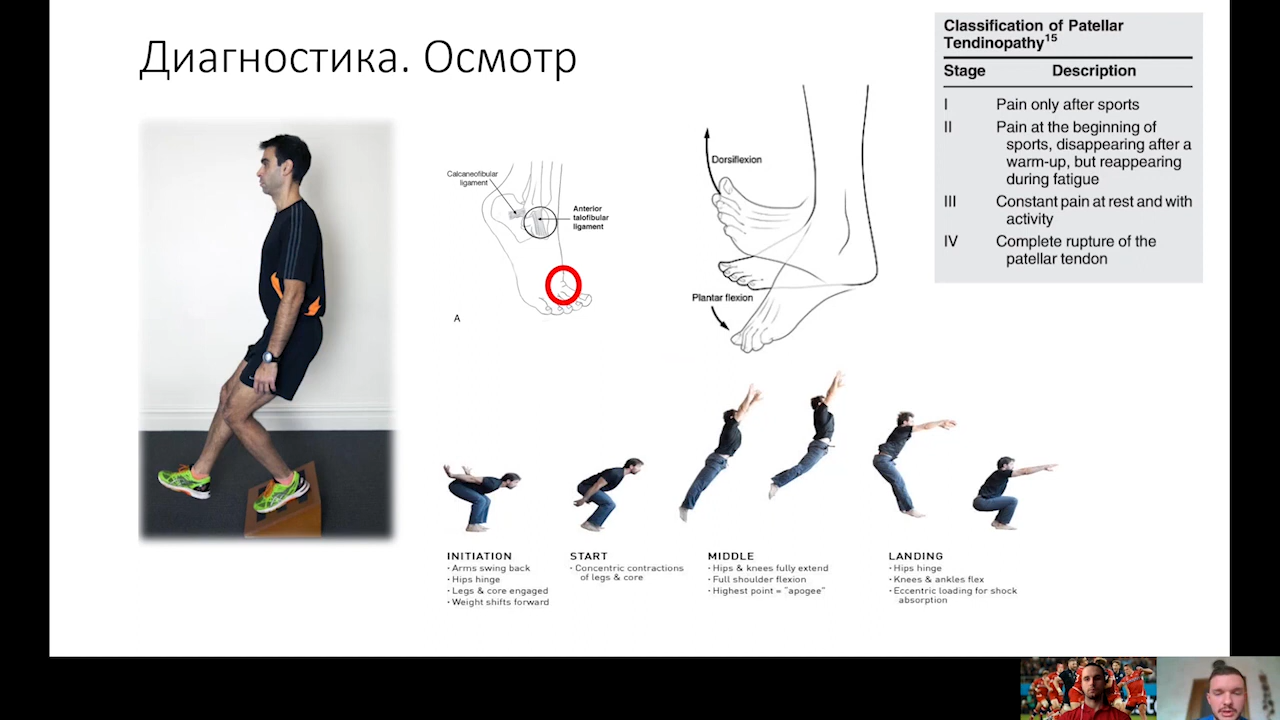 Диагностика. Осмотр
Classification of Patellar
Tendinopathy15
Stage Description
I Pain only after sports
II Pain at the beginning of
sports, disappearing after a
warm-up, but reappearing
during fatigue
III Constant pain at rest and with
activity
IV Complete rupture of the
patellar tendon
Calcaneofibular
ligament
Anterior
talofibular
ligament
A
Dorsiflexion
Plantar flexion
INITIATION
• Arms swing back
• Hips hinge
• Legs & core engaged
• Weight shifts forward
START
• Concentric contractions
of legs & core
MIDDLE
• Hips & knees fully extend
• Full shoulder flexion
• Highest point = "apogee"
LANDING
• Hips hinge
• Knees & ankles flex
• Eccentric loading for shock
absorption